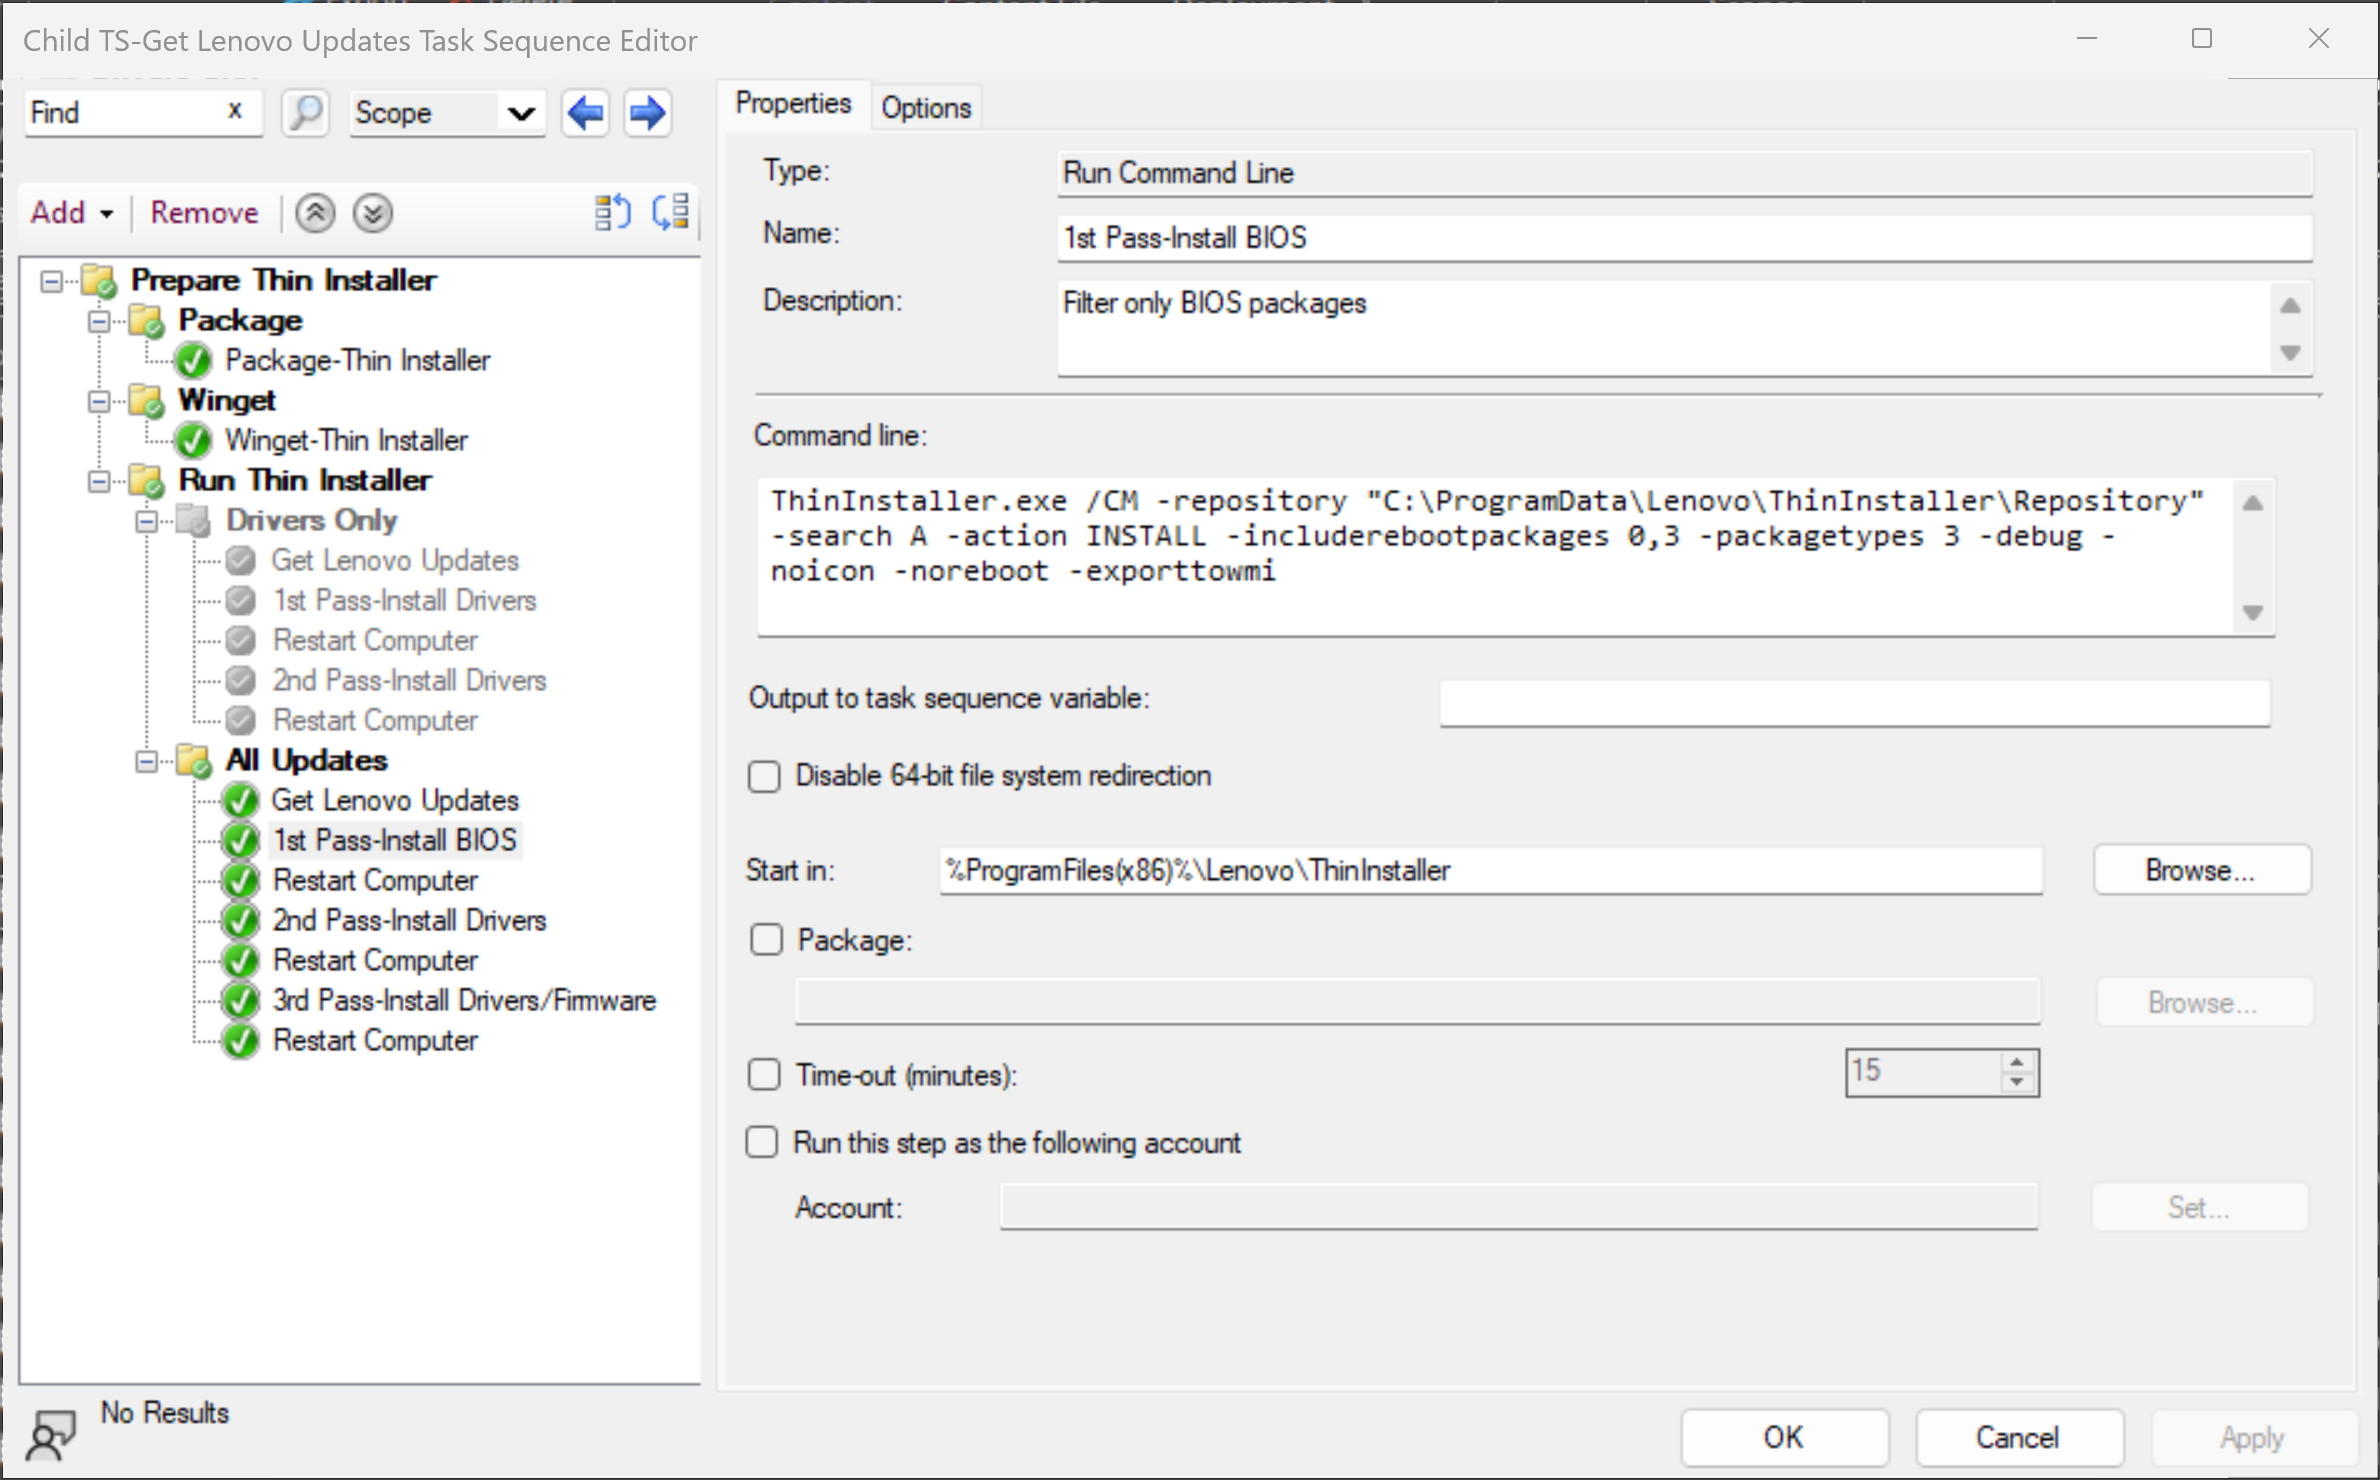 Child TS-Get Lenovo Updates Task Sequence Editor
Find x Scope
Add Remove
Prepare Thin Installer
Package
Package-Thin Installer
Winget
Winget-Thin Installer
Run Thin Installer
Drivers Only
Get Lenovo Updates
1st Pass-Install Drivers
Restart Computer
2nd Pass-Install Drivers
Restart Computer
All Updates
Get Lenovo Updates
1st Pass-Install BIOS
Restart Computer
2nd Pass-Install Drivers
Restart Computer
3rd Pass-Install Drivers/Firmware
Restart Computer
No Results
Properties Options
Type: Run Command Line
Name: 1st Pass-Install BIOS
Description: Filter only BIOS packages
Command line:
ThinInstaller.exe /CM -repository "C:\ProgramData\Lenovo\ThinInstaller\Repository"
-search A -action INSTALL -includerebootpackages 0,3 -packagetypes 3 -debug -
noicon -noreboot -exporttowmi
Output to task sequence variable:
Disable 64-bit file system redirection
Start in: %ProgramFiles(x86)%\Lenovo\ThinInstaller Browse...
Package:
Browse...
Time-out (minutes): 15
Run this step as the following account
Account: Set...
OK Cancel Apply